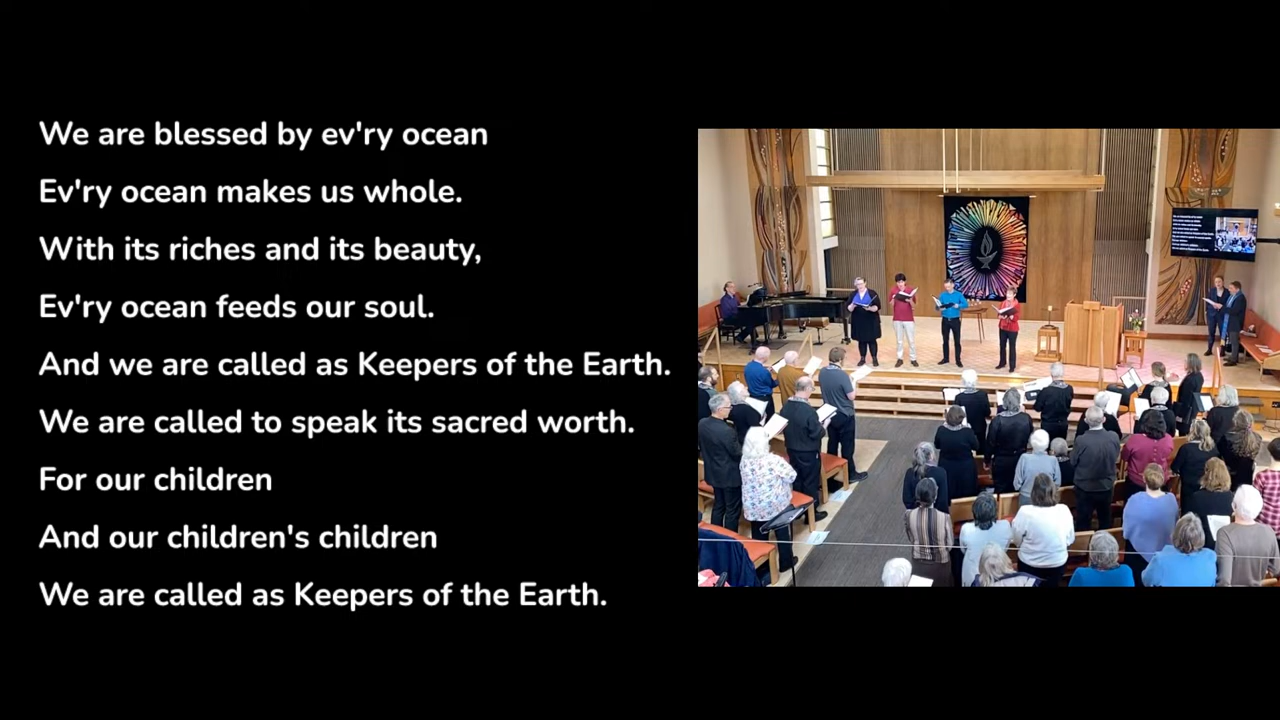 We are blessed by ev'ry ocean
Ev'ry ocean makes us whole.
With its riches and its beauty,
Ev'ry ocean feeds our soul.
And we are called as Keepers of the Earth.
We are called to speak its sacred worth.
For our children
And our children's children
We are called as Keepers of the Earth.